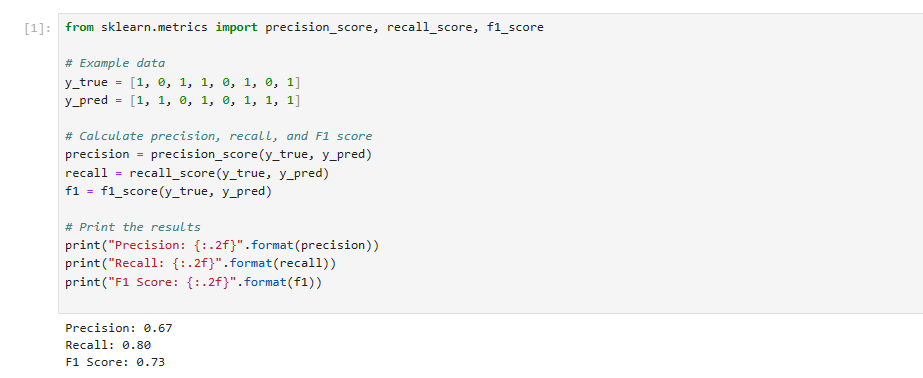 [1]: from sklearn.metrics import precision_score, recall_score, f1_score
# Example data
y_true = [1, 0, 1, 1, 0, 1, 0, 1]
y_pred = [1, 1, 0, 1, 0, 1, 1, 1]
# Calculate precision, recall, and F1 score
precision = precision_score(y_true, y_pred)
recall = recall_score(y_true, y_pred)
f1 = f1_score(y_true, y_pred)
# Print the results
print("Precision: {:.2f}".format(precision))
print("Recall: {:.2f}".format(recall))
print("F1 Score: {:.2f}".format(f1))
Precision: 0.67
Recall: 0.80
F1 Score: 0.73